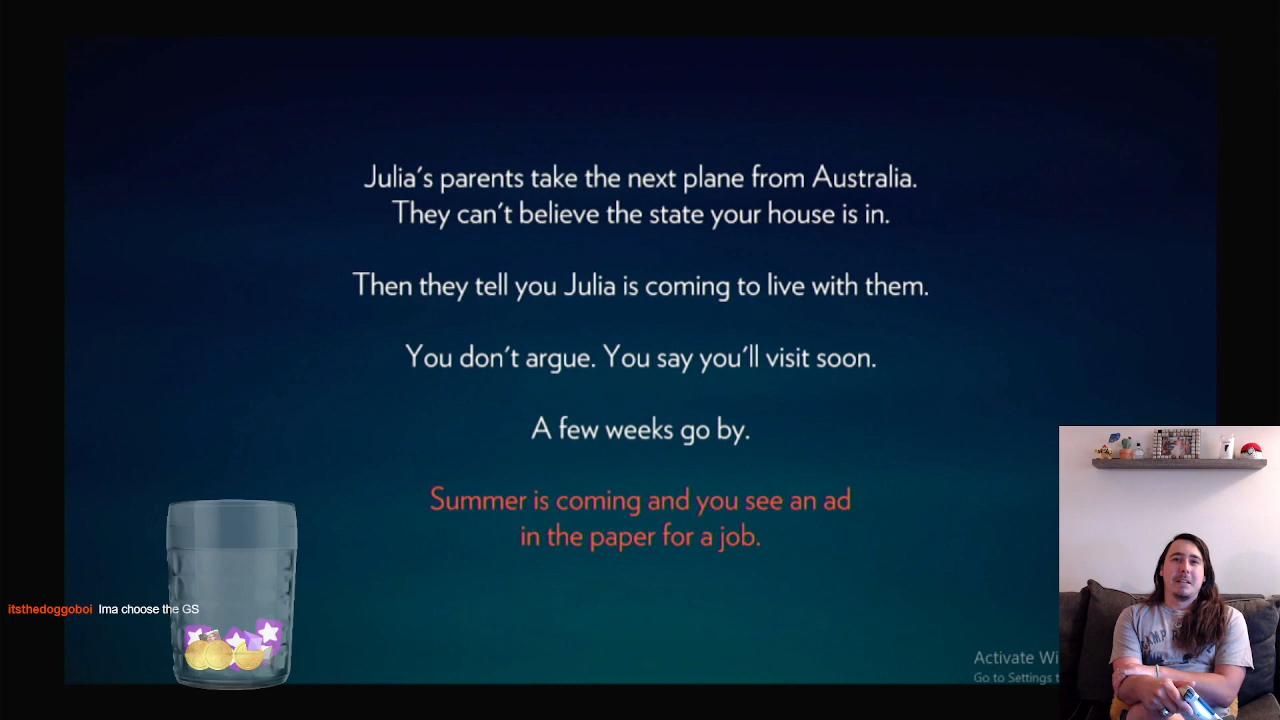 Julia's parents take the next plane from Australia.
They can't believe the state your house is in.
Then they tell you Julia is coming to live with them.
You don't argue. You say you'll visit soon.
A few weeks go by.
Summer is coming and you see an ad
in the paper for a job.
itsthedoggoboi Ima choose the GS
Activate Wi
Go to Settings t
CAMP R